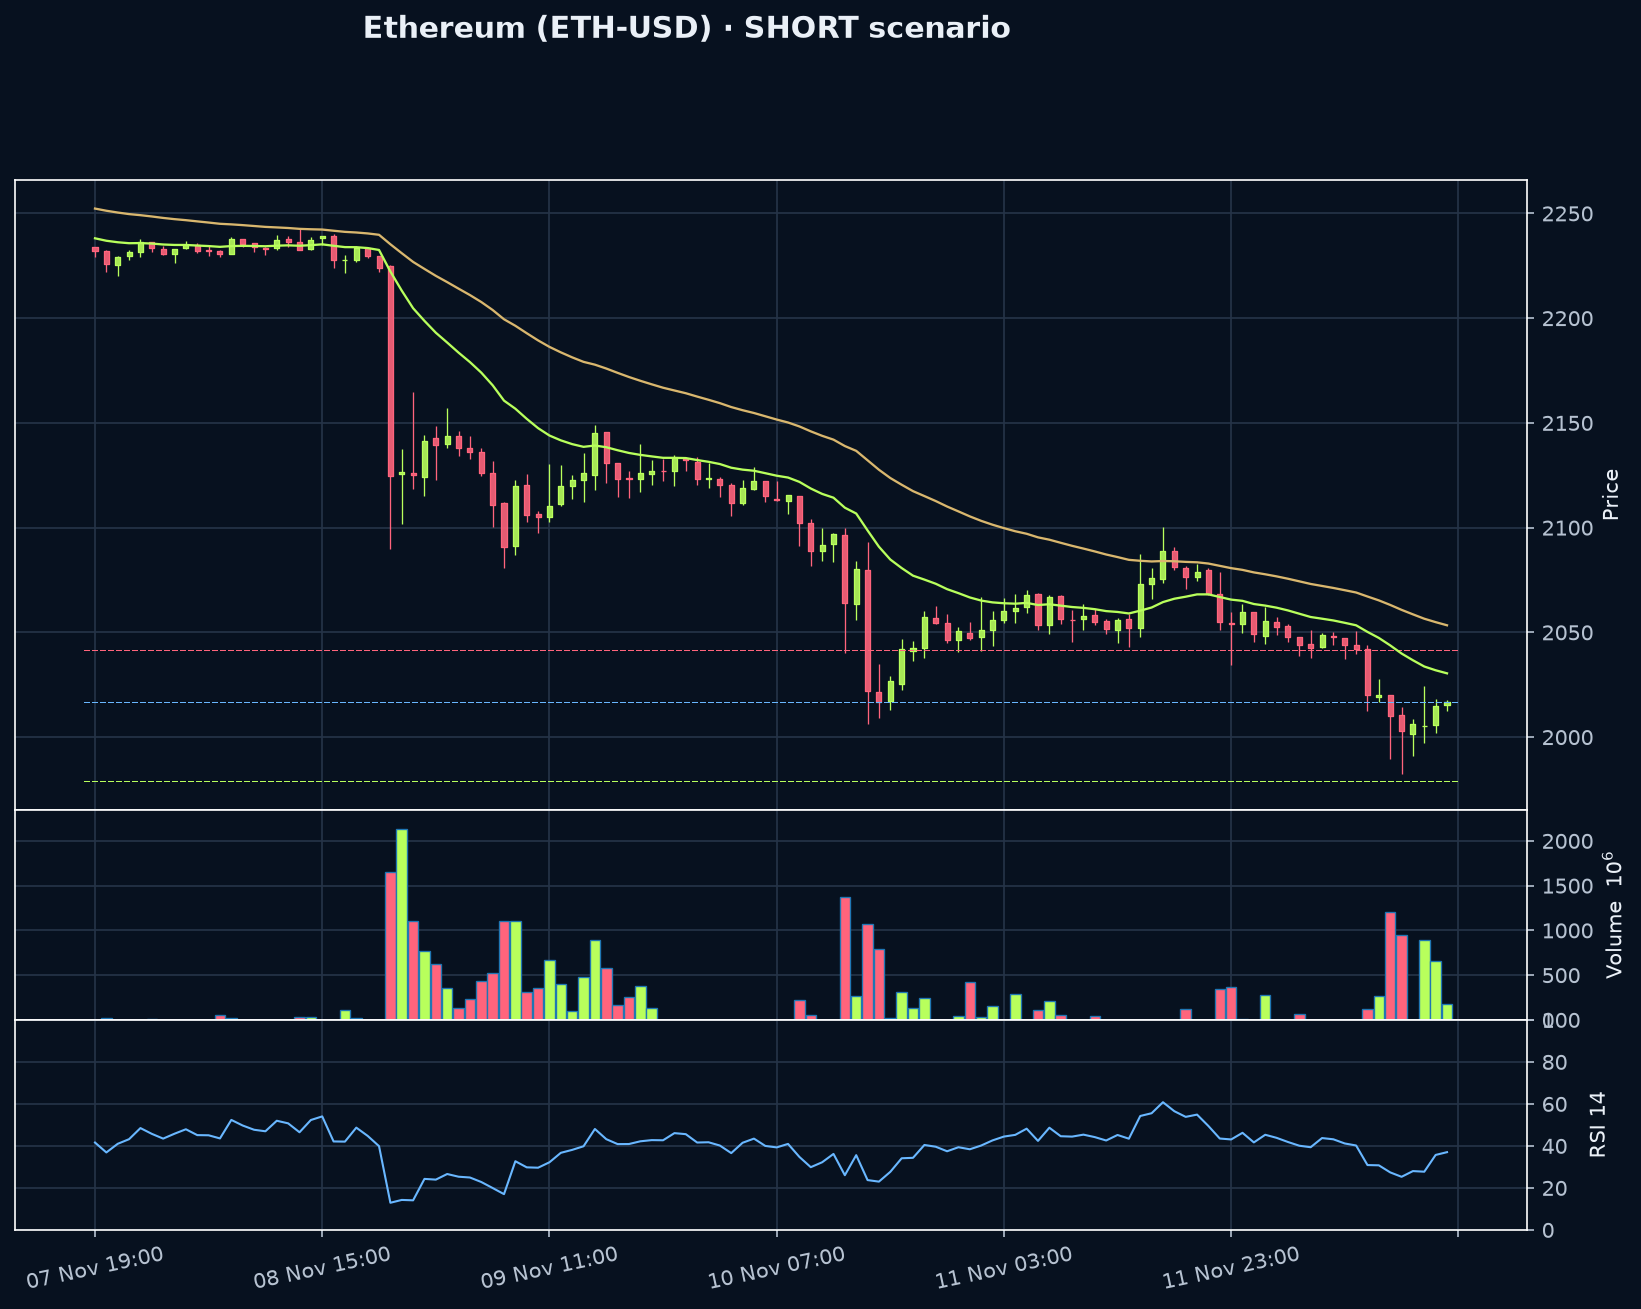 Ethereum (ETH-USD) · SHORT scenario
2250
2200
2150
2100
2050
2000
Price
2000
1500
1000
500
0
Volume 10⁶
100
80
60
40
20
0
RSI 14
07 Nov 19:00
08 Nov 15:00
09 Nov 11:00
10 Nov 07:00
11 Nov 03:00
11 Nov 23:00